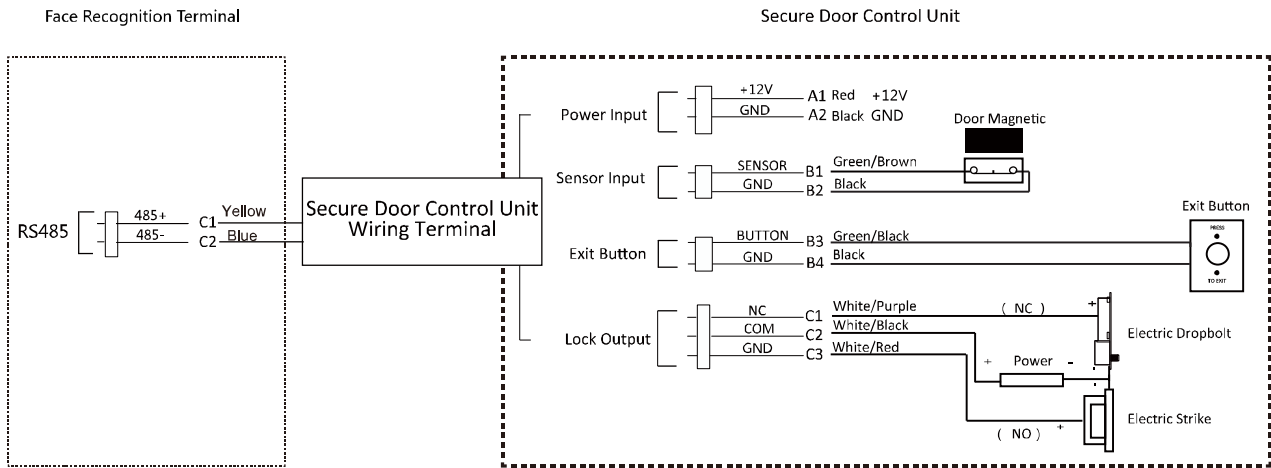 Face Recognition Terminal
Secure Door Control Unit
RS485
485+
C1
Yellow
485-
C2
Blue
Secure Door Control Unit
Wiring Terminal
Power Input
+12V
A1 Red +12V
GND
A2 Black GND
Door Magnetic
Sensor Input
SENSOR
B1
Green/Brown
GND
B2
Black
Exit Button
Exit Button
BUTTON
B3
Green/Black
GND
B4
Black
PRESS
TO EXIT
Lock Output
NC
C1
White/Purple
( NC )
+
COM
C2
White/Black
GND
C3
White/Red
Electric Dropbolt
+ Power -
-
-
( NO ) +
Electric Strike